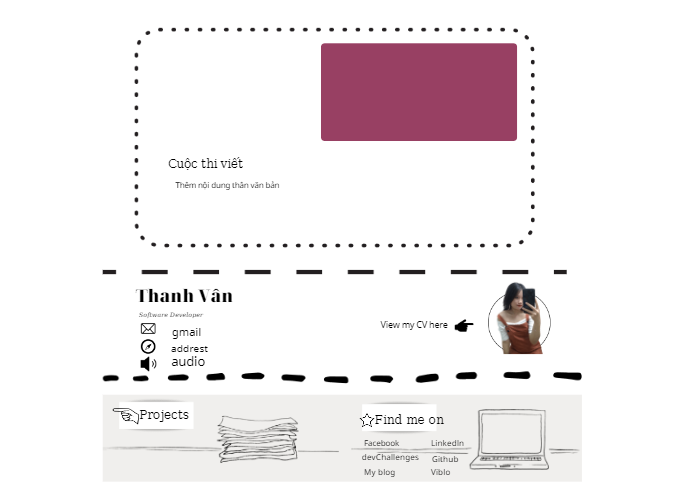 Cuộc thi viết
Thêm nội dung thân văn bản
Thanh Vân
Software Developer
gmail
addrest
audio
View my CV here
Projects
Find me on
Facebook
LinkedIn
devChallenges
Github
My blog
Viblo